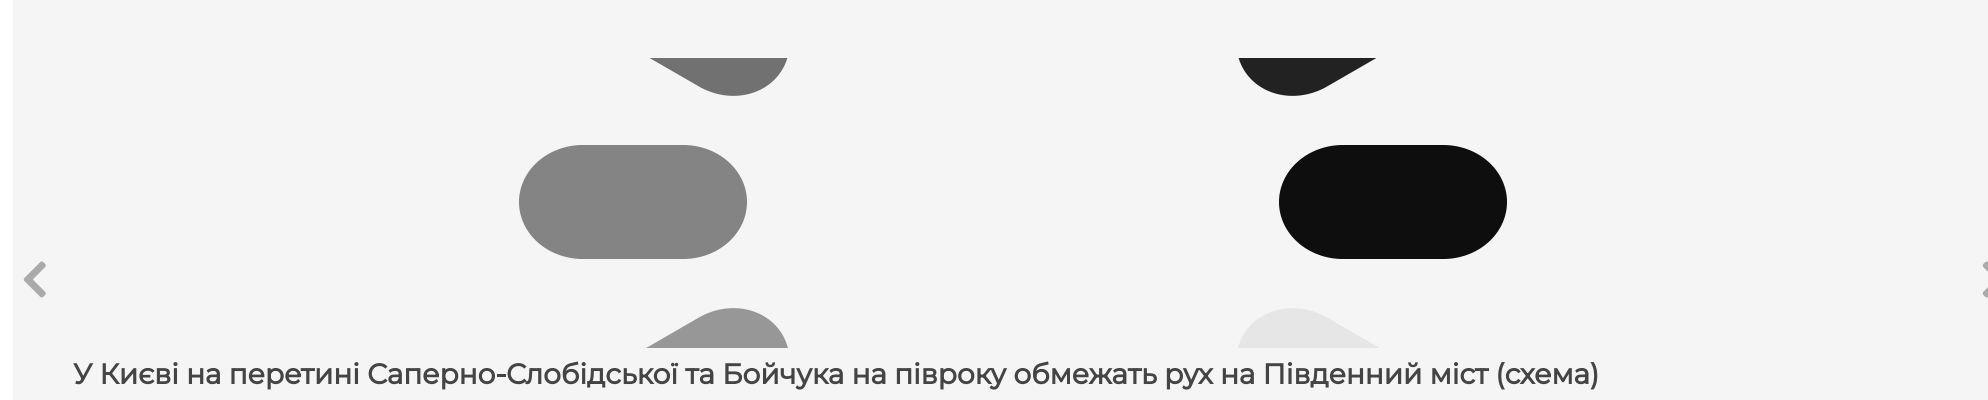 У Києві на перетині Саперно-Слобідської та Бойчука на півроку обмежать рух на Південний міст (схема)